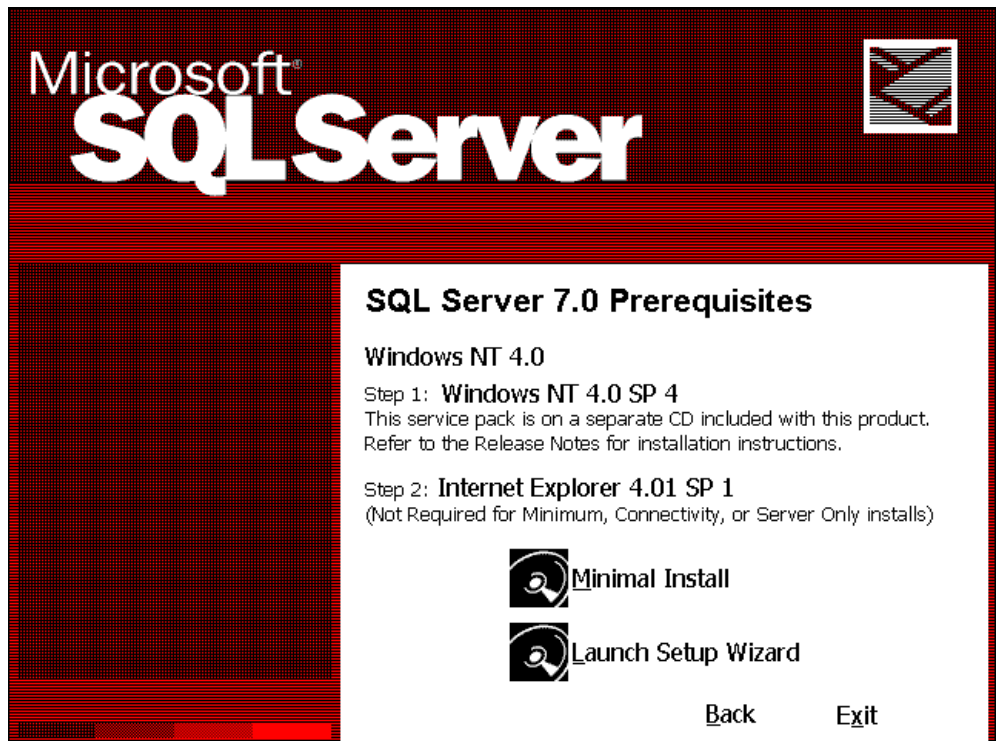 Microsoft®
SQL Server
SQL Server 7.0 Prerequisites
Windows NT 4.0
Step 1: Windows NT 4.0 SP 4
This service pack is on a separate CD included with this product.
Refer to the Release Notes for installation instructions.
Step 2: Internet Explorer 4.01 SP 1
(Not Required for Minimum, Connectivity, or Server Only installs)
Minimal Install
Launch Setup Wizard
Back Exit